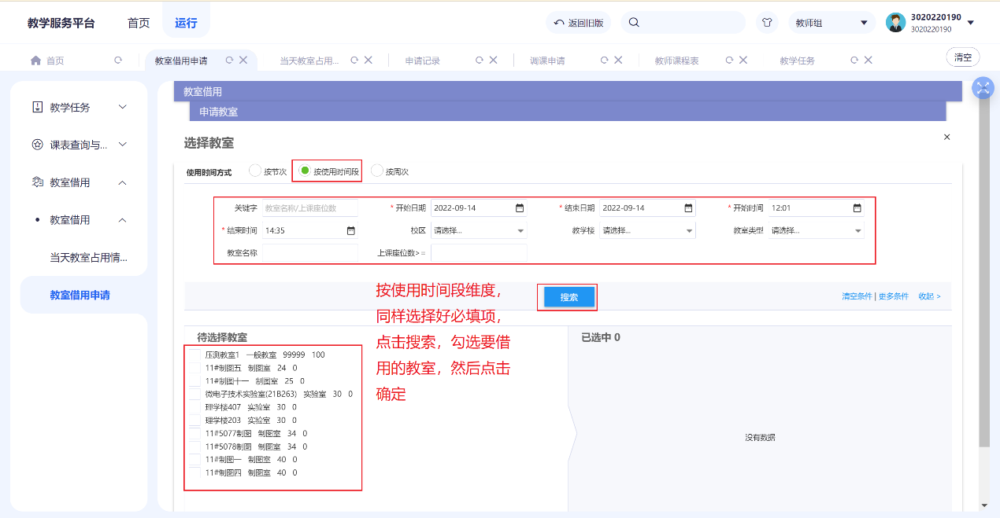 教学服务平台 首页 运行 返回旧版 教师组 3020220190
3020220190
首页 教室借用申请 当天教室占用... 申请记录 调课申请 教师课程表 教学任务 清空
教学任务
课表查询与...
教室借用
教室借用
当天教室占用情...
教室借用申请
教室借用
申请教室
选择教室
使用时间方式 按节次 按使用时间段 按周次
关键字 教室名称/上课座位数 * 开始日期 2022-09-14 * 结束日期 2022-09-14 * 开始时间 12:01
* 结束时间 14:35 校区 请选择... 教学楼 请选择... 教室类型 请选择...
教室名称 上课座位数>=
搜索 清空条件 | 更多条件 收起 >
按使用时间段维度，
同样选择好必填项，
点击搜索，勾选要借
用的教室，然后点击
确定
待选择教室
压测教室1 一般教室 99999 100
11#制图五 制图室 24 0
11#制图十一 制图室 25 0
微电子技术实验室(21B263) 实验室 30 0
理学楼407 实验室 30 0
理学楼203 实验室 30 0
11#5077制图 制图室 34 0
11#5078制图 制图室 34 0
11#制图一 制图室 40 0
11#制图四 制图室 40 0
已选中 0
没有数据